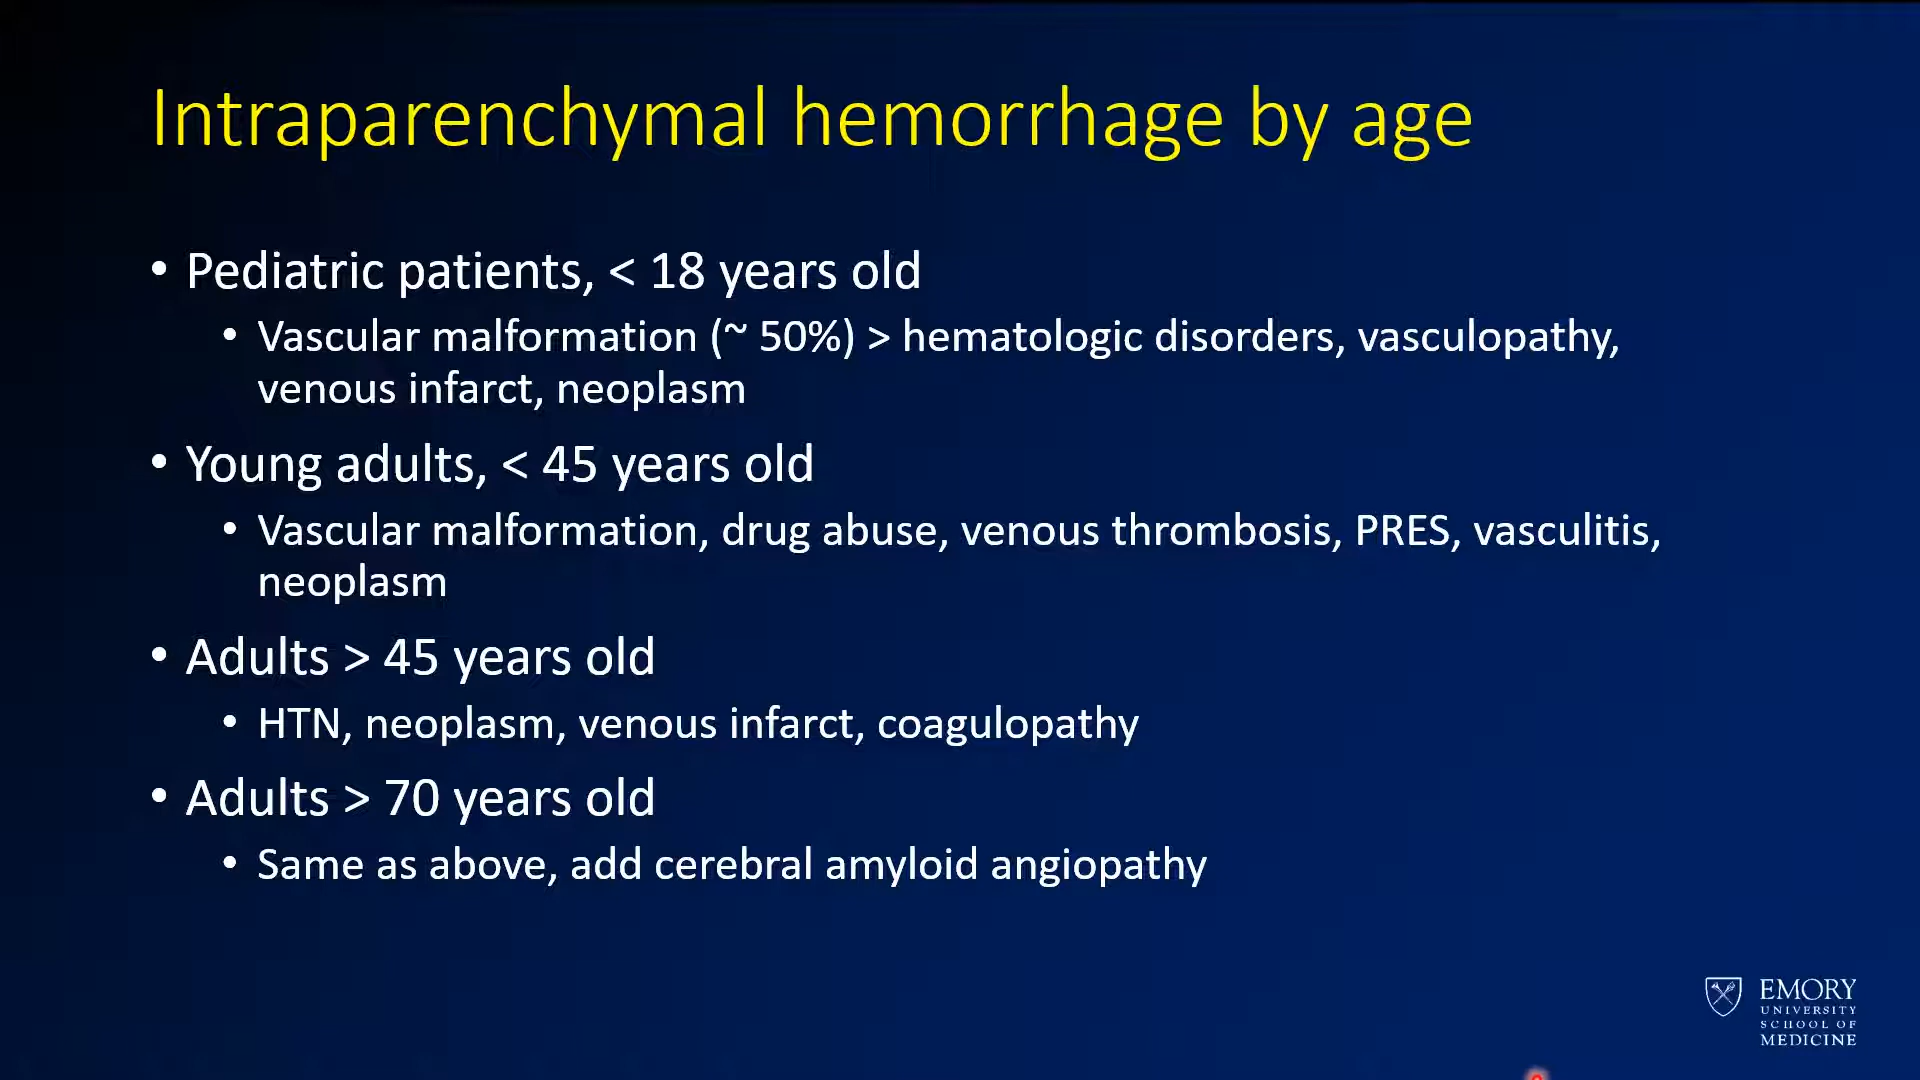 Intraparenchymal hemorrhage by age
• Pediatric patients, < 18 years old
• Vascular malformation (~ 50%) > hematologic disorders, vasculopathy,
venous infarct, neoplasm
• Young adults, < 45 years old
• Vascular malformation, drug abuse, venous thrombosis, PRES, vasculitis,
neoplasm
• Adults > 45 years old
• HTN, neoplasm, venous infarct, coagulopathy
• Adults > 70 years old
• Same as above, add cerebral amyloid angiopathy
EMORY
UNIVERSITY
SCHOOL OF
MEDICINE